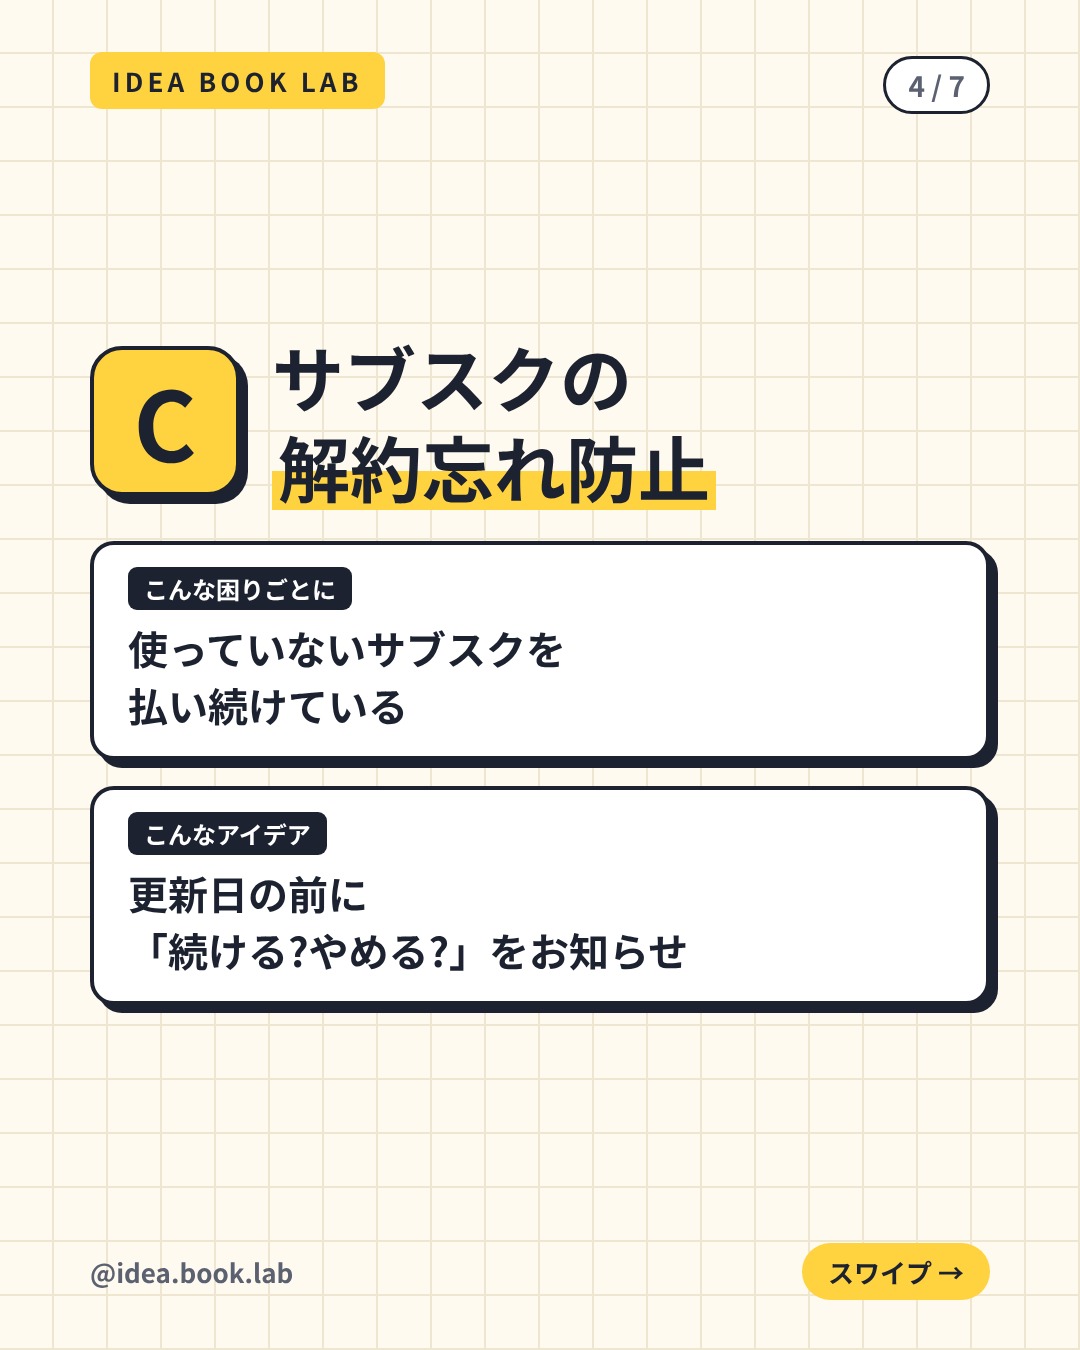 IDEA BOOK LAB
4 / 7
C
サブスクの
解約忘れ防止
こんな困りごとに
使っていないサブスクを
払い続けている
こんなアイデア
更新日の前に
「続ける?やめる?」をお知らせ
@idea.book.lab
スワイプ →